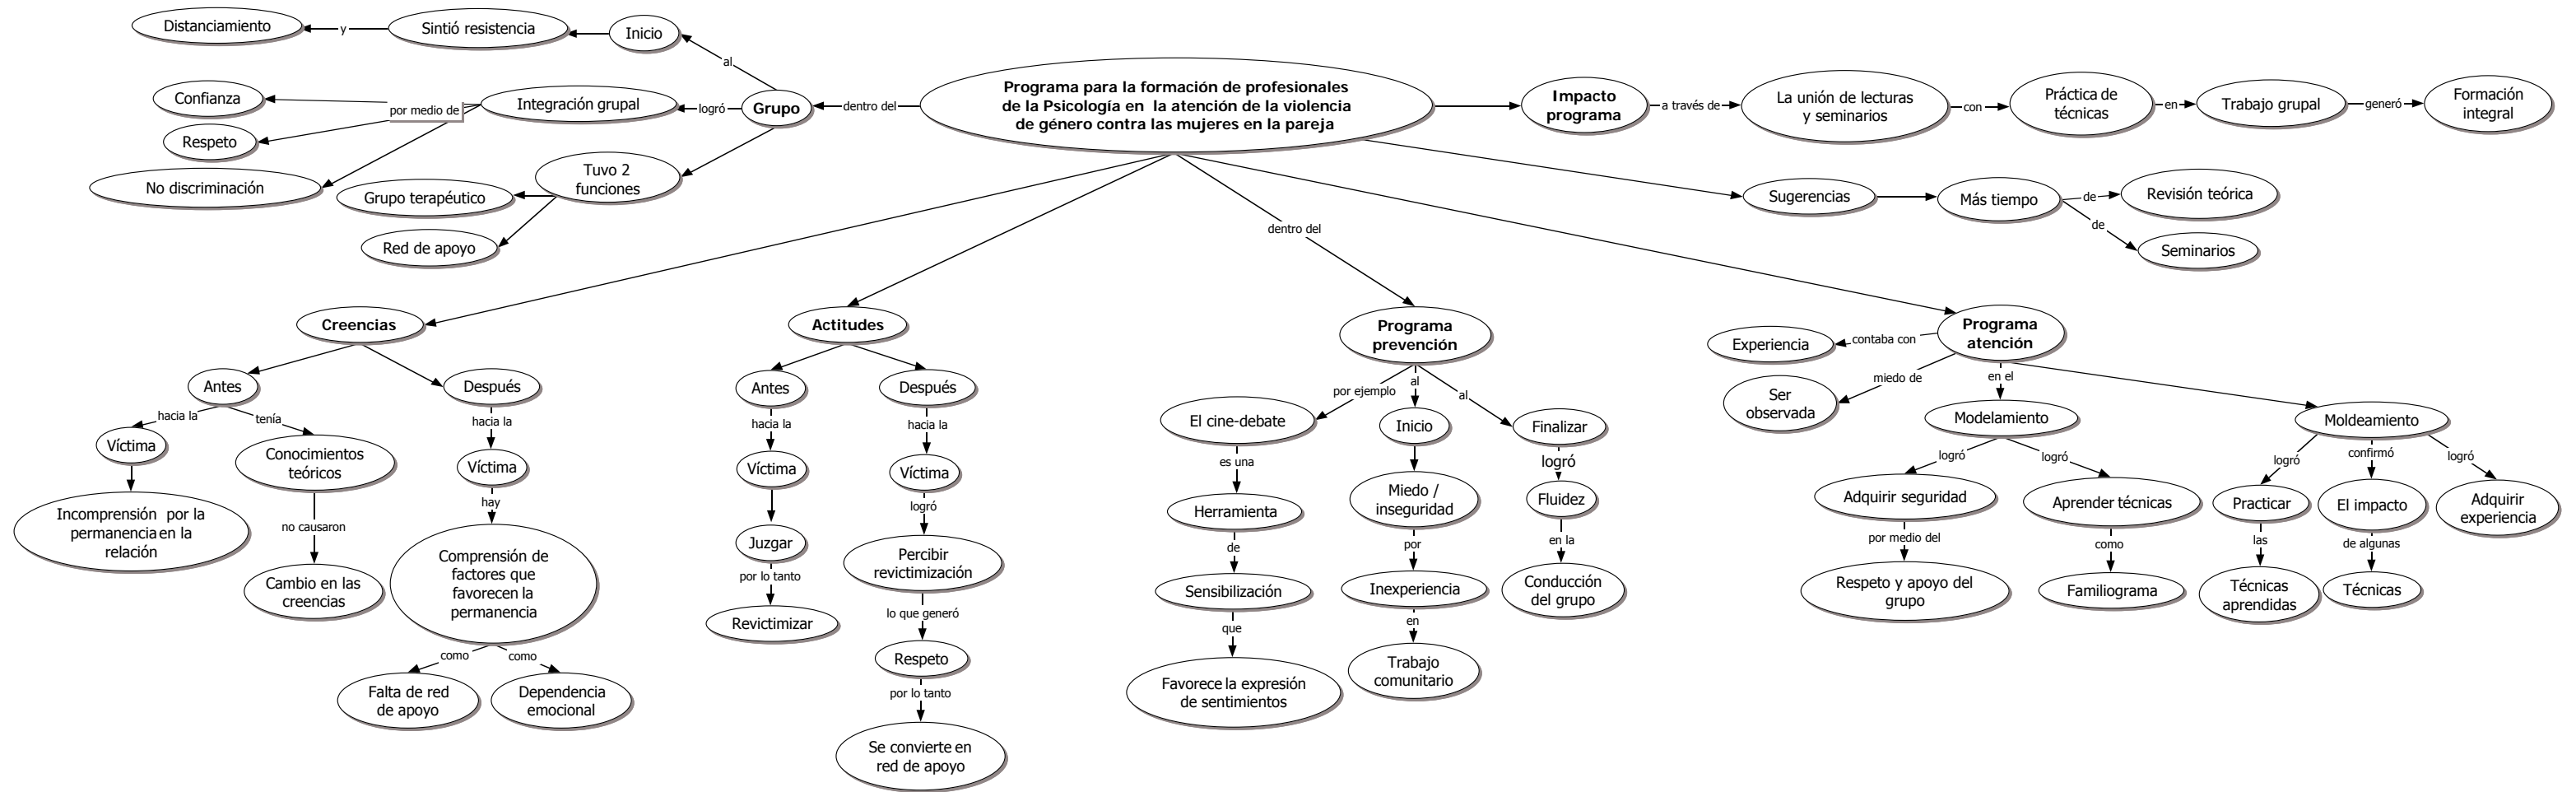 Distanciamiento
y
Sintió resistencia
Inicio
al
Confianza
por medio de
Integración grupal
logró
Grupo
dentro del
Respeto
No discriminación
Tuvo 2
funciones
Grupo terapéutico
Red de apoyo
Programa para la formación de profesionales
de la Psicología en la atención de la violencia
de género contra las mujeres en la pareja
Impacto
programa
a través de
La unión de lecturas
y seminarios
con
Práctica de
técnicas
en
Trabajo grupal
generó
Formación
integral
Sugerencias
Más tiempo
de
Revisión teórica
de
Seminarios
dentro del
Creencias
Antes
hacia la
Víctima
Incomprensión por la
permanencia en la
relación
tenía
Conocimientos
teóricos
no causaron
Cambio en las
creencias
Después
hacia la
Víctima
hay
Comprensión de
factores que
favorecen la
permanencia
como
como
Falta de red
de apoyo
Dependencia
emocional
Actitudes
Antes
hacia la
Víctima
Juzgar
por lo tanto
Revictimizar
Después
hacia la
Víctima
logró
Percibir
revictimización
lo que generó
Respeto
por lo tanto
Se convierte en
red de apoyo
Programa
prevención
por ejemplo
El cine-debate
es una
Herramienta
de
Sensibilización
que
Favorece la expresión
de sentimientos
al
Inicio
Miedo /
inseguridad
por
Inexperiencia
en
Trabajo
comunitario
al
Finalizar
logró
Fluidez
en la
Conducción
del grupo
Programa
atención
contaba con
Experiencia
miedo de
Ser
observada
en el
Modelamiento
logró
Adquirir seguridad
por medio del
Respeto y apoyo del
grupo
logró
Aprender técnicas
como
Familiograma
Moldeamiento
logró
Practicar
las
Técnicas
aprendidas
confirmó
El impacto
de algunas
Técnicas
logró
Adquirir
experiencia